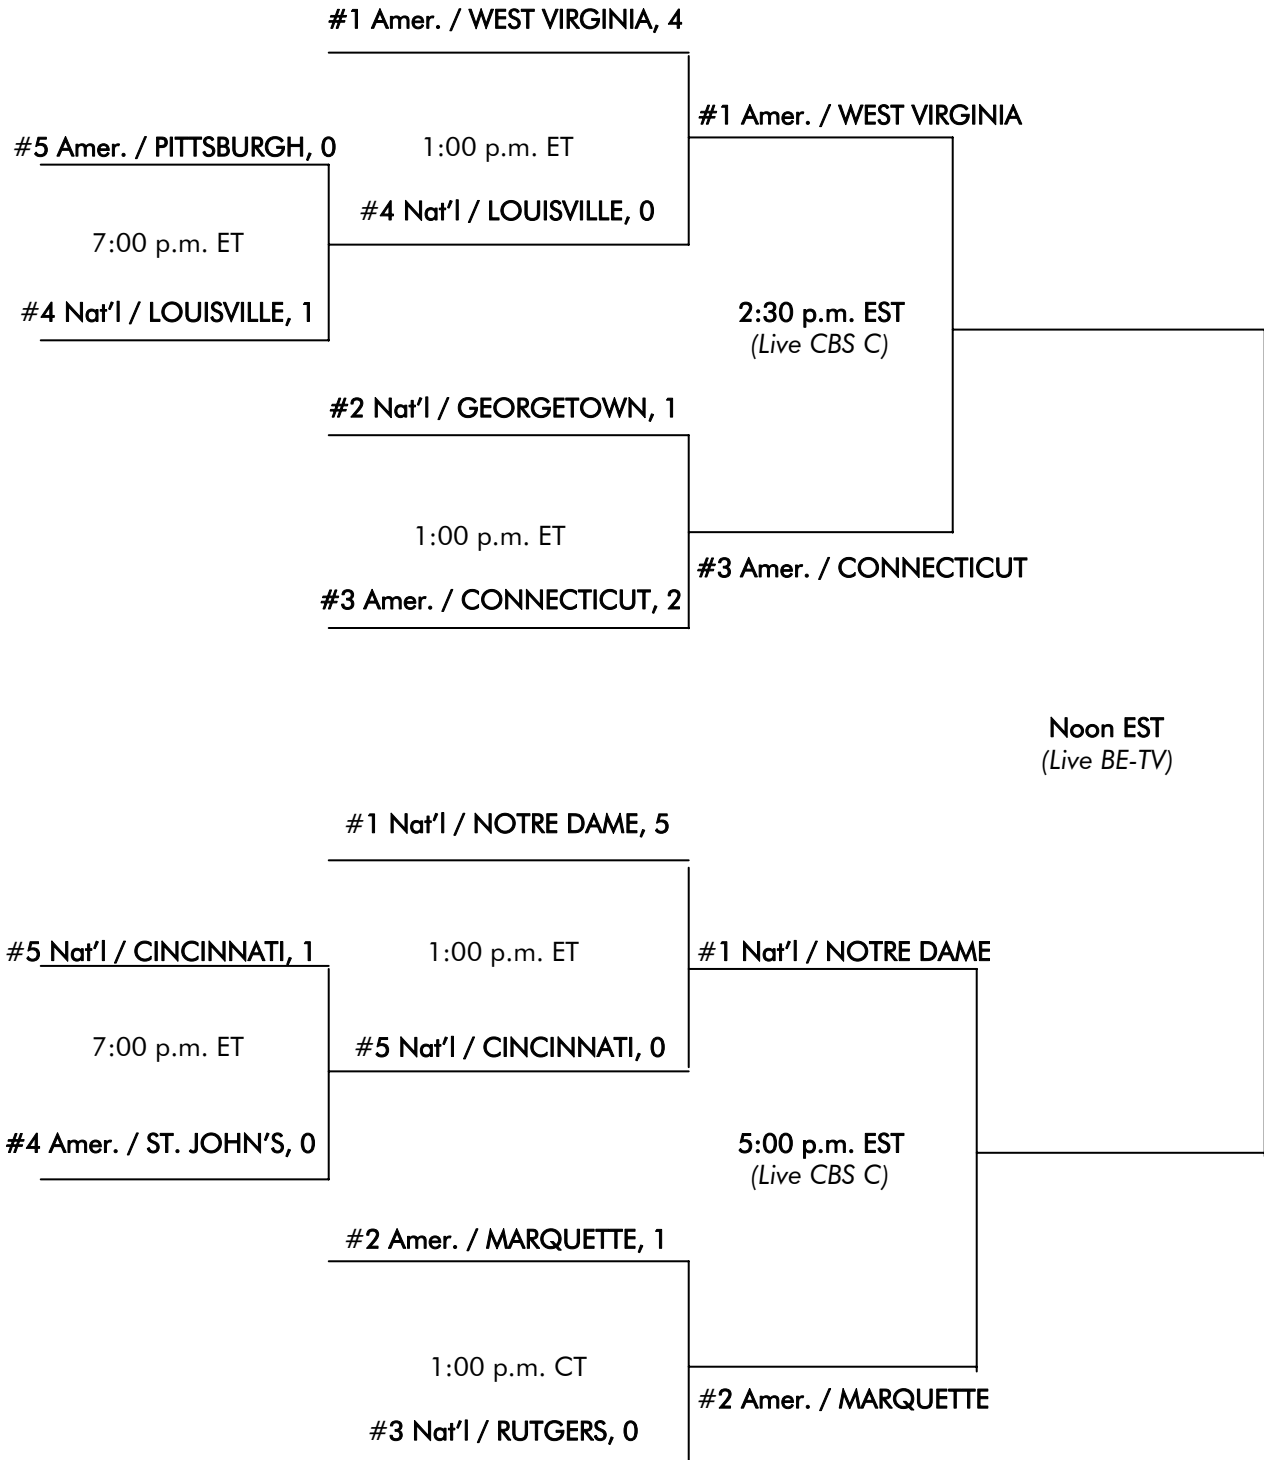 #1 Amer. / WEST VIRGINIA, 4
#1 Amer. / WEST VIRGINIA
#5 Amer. / PITTSBURGH, 0
1:00 p.m. ET
#4 Nat'l / LOUISVILLE, 0
7:00 p.m. ET
#4 Nat'l / LOUISVILLE, 1
2:30 p.m. EST
(Live CBS C)
#2 Nat'l / GEORGETOWN, 1
1:00 p.m. ET
#3 Amer. / CONNECTICUT
#3 Amer. / CONNECTICUT, 2
Noon EST
(Live BE-TV)
#1 Nat'l / NOTRE DAME, 5
#5 Nat'l / CINCINNATI, 1
1:00 p.m. ET
#1 Nat'l / NOTRE DAME
7:00 p.m. ET
#5 Nat'l / CINCINNATI, 0
#4 Amer. / ST. JOHN'S, 0
5:00 p.m. EST
(Live CBS C)
#2 Amer. / MARQUETTE, 1
1:00 p.m. CT
#2 Amer. / MARQUETTE
#3 Nat'l / RUTGERS, 0